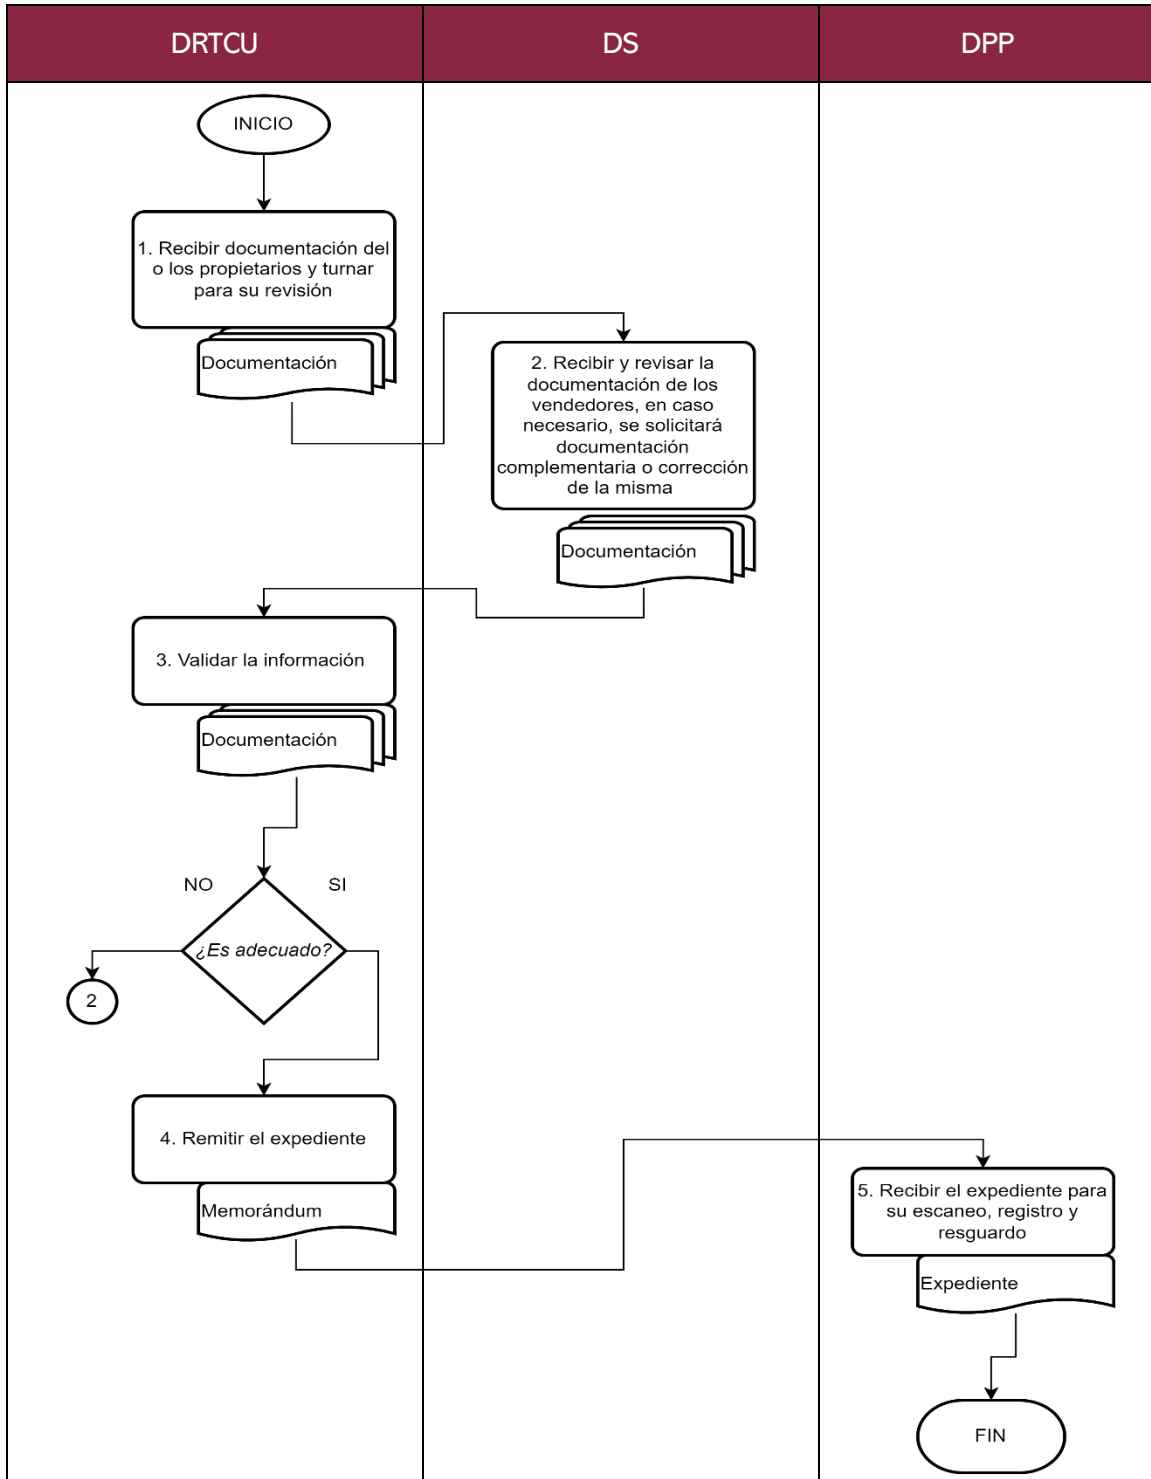 DRTCU
DS
DPP
INICIO
1. Recibir documentación del
o los propietarios y turnar
para su revisión
Documentación
2. Recibir y revisar la
documentación de los
vendedores, en caso
necesario, se solicitará
documentación
complementaria o corrección
de la misma
Documentación
3. Validar la información
Documentación
NO
SI
¿Es adecuado?
2
4. Remitir el expediente
Memorándum
5. Recibir el expediente para
su escaneo, registro y
resguardo
Expediente
FIN